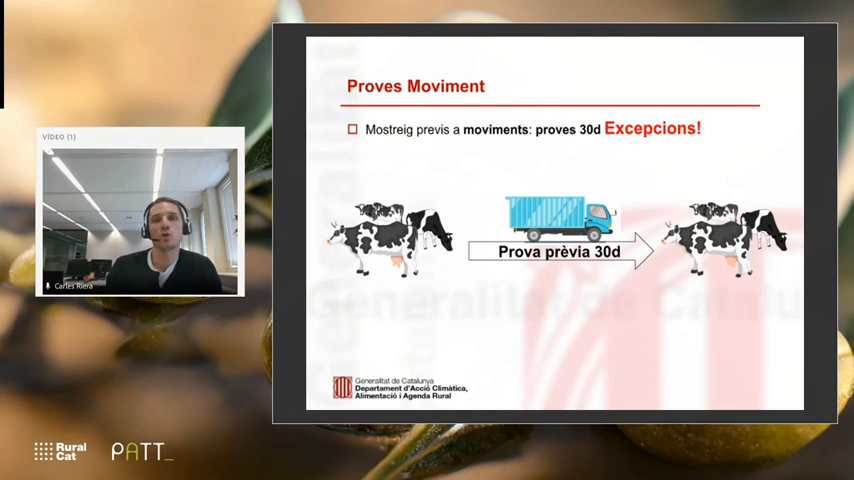 VÍDEO (1)
Carles Riera
Proves Moviment
Mostreig previs a moviments: proves 30d Excepcions!
Prova prèvia 30d
Generalitat de Catalunya
Generalitat de Catalunya
Departament d'Acció Climàtica,
Alimentació i Agenda Rural
Rural
Cat
PATT_